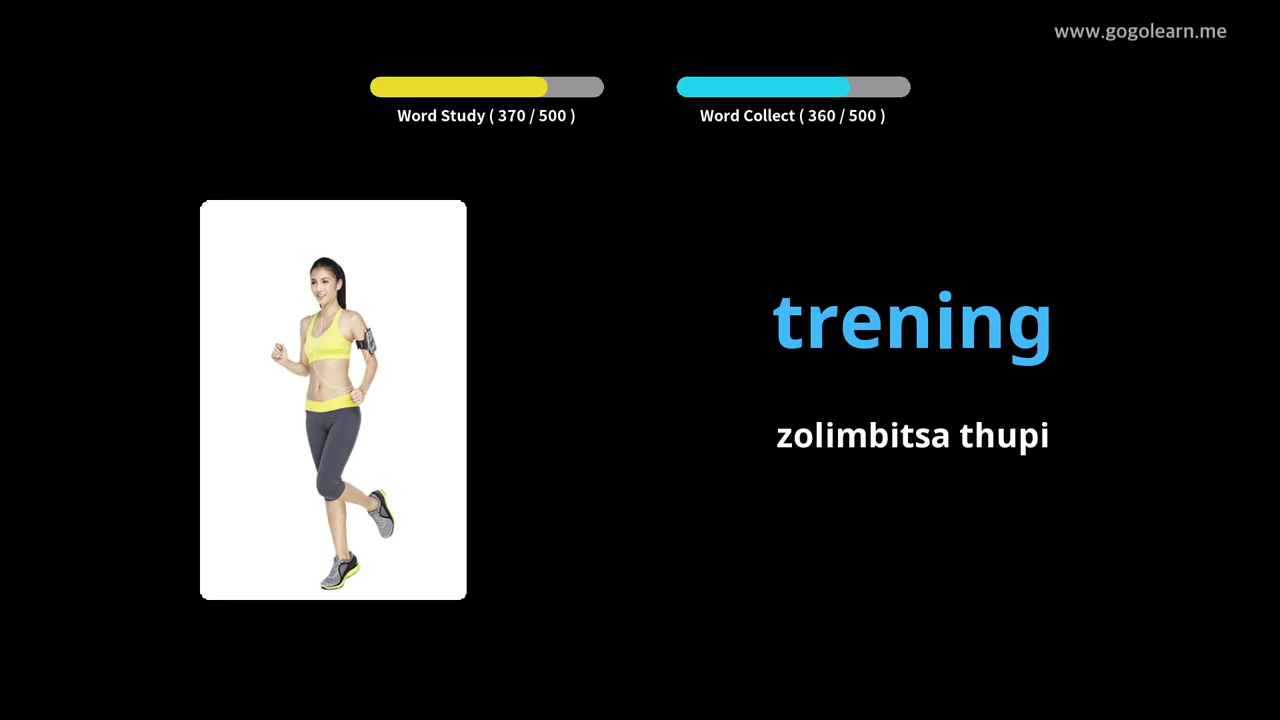 www.gogolearn.me
Word Study ( 370 / 500 )
Word Collect ( 360 / 500 )
trening
zolimbitsa thupi